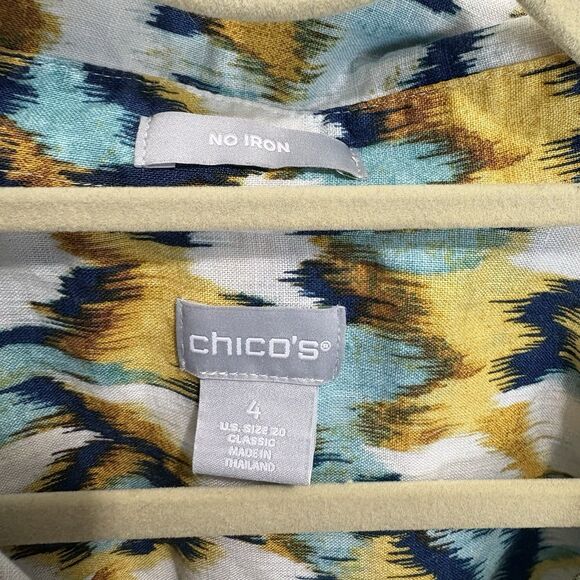 NO IRON
chico's®
4
U.S. SIZE 20
CLASSIC
MADE IN
THAILAND